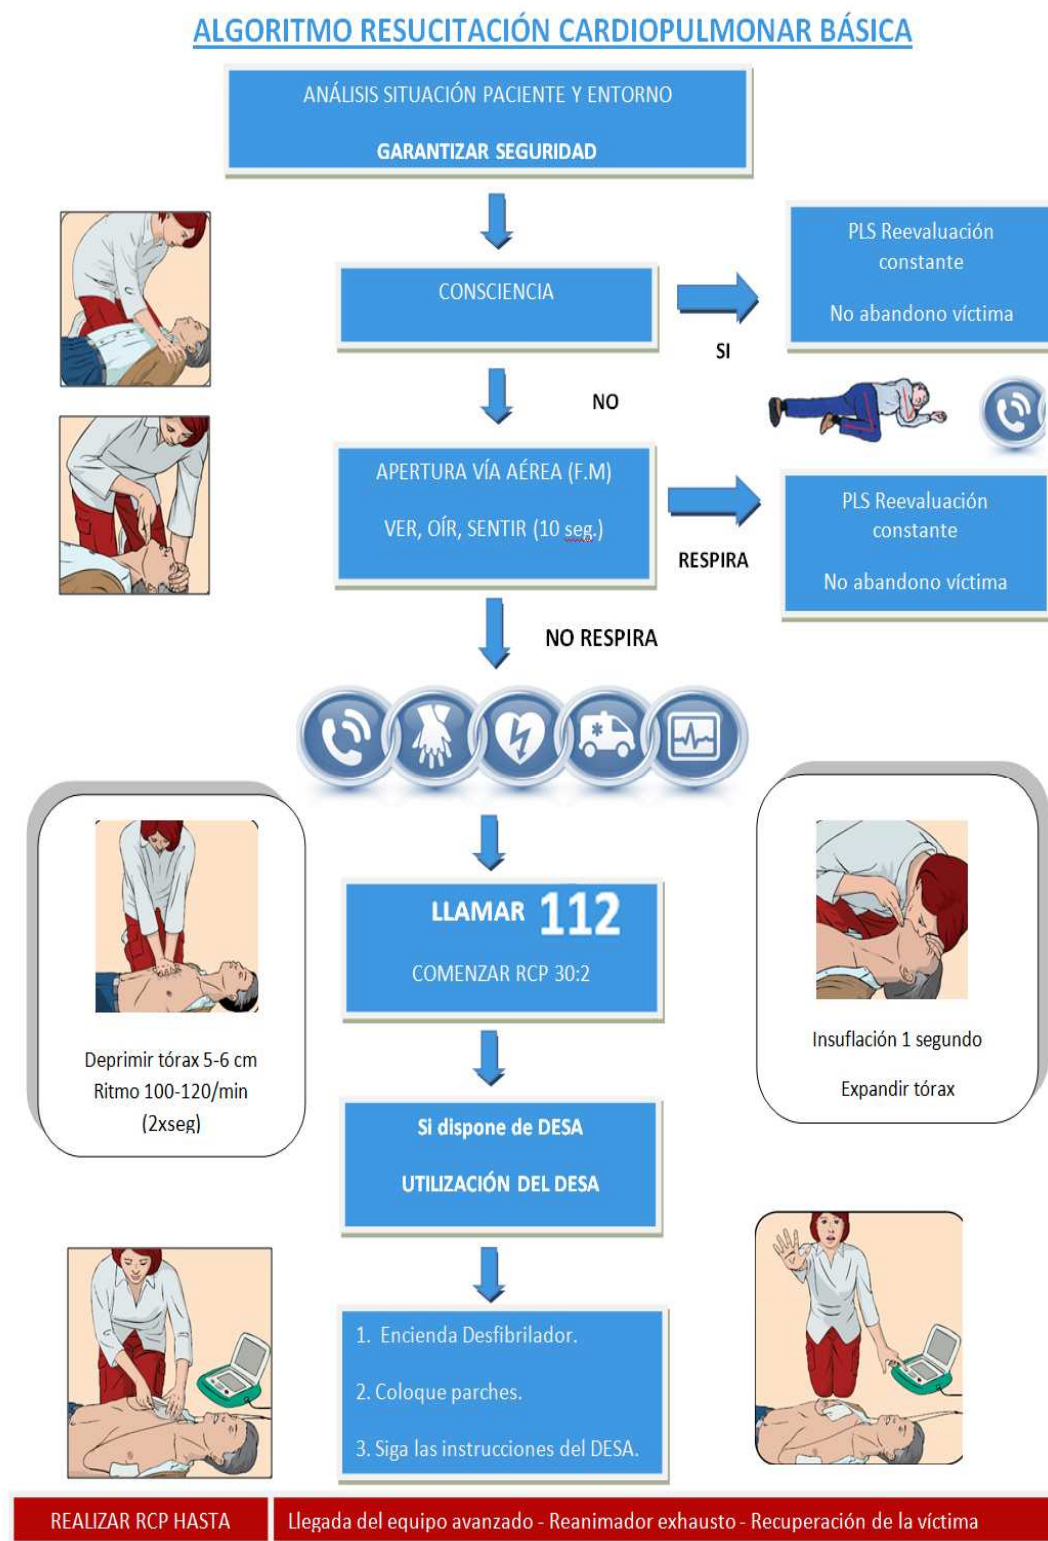 ALGORITMO RESUCITACIÓN CARDIOPULMONAR BÁSICA
ANÁLISIS SITUACIÓN PACIENTE Y ENTORNO
GARANTIZAR SEGURIDAD
CONSCIENCIA
SI
PLS Reevaluación
constante
No abandono víctima
NO
APERTURA VÍA AÉREA (F.M)
VER, OÍR, SENTIR (10 seg.)
RESPIRA
PLS Reevaluación
constante
No abandono víctima
NO RESPIRA
LLAMAR 112
COMENZAR RCP 30:2
Deprimir tórax 5-6 cm
Ritmo 100-120/min
(2xseg)
Insuflación 1 segundo
Expandir tórax
Si dispone de DESA
UTILIZACIÓN DEL DESA
1. Encienda Desfibrilador.
2. Coloque parches.
3. Siga las instrucciones del DESA.
REALIZAR RCP HASTA
Llegada del equipo avanzado - Reanimador exhausto - Recuperación de la víctima